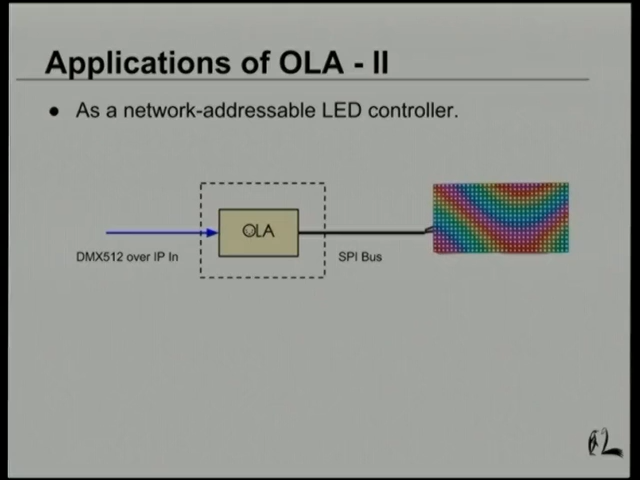 Applications of OLA - II
● As a network-addressable LED controller.
OLA
DMX512 over IP In
SPI Bus